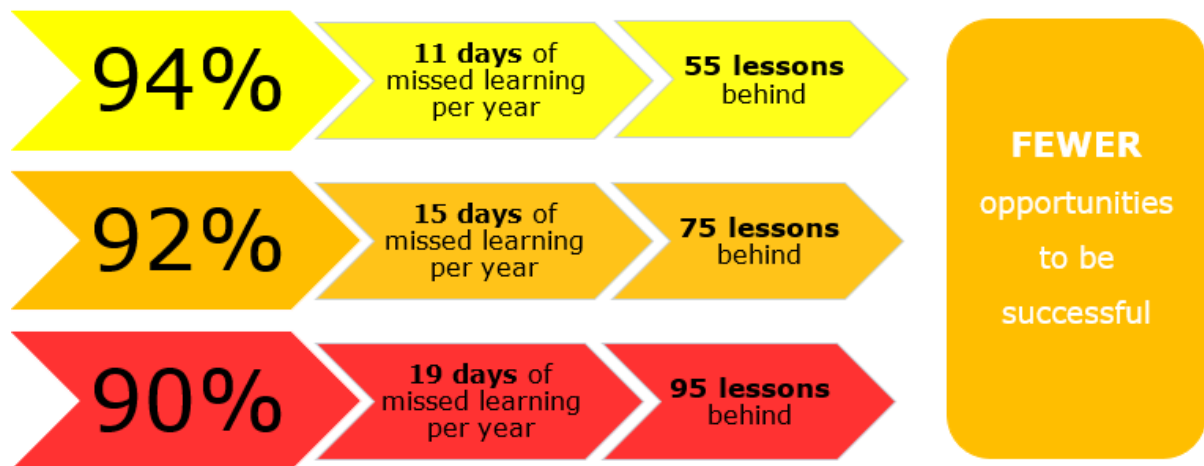 94%
11 days of
missed learning
per year
55 lessons
behind
92%
15 days of
missed learning
per year
75 lessons
behind
90%
19 days of
missed learning
per year
95 lessons
behind
FEWER
opportunities
to be
successful